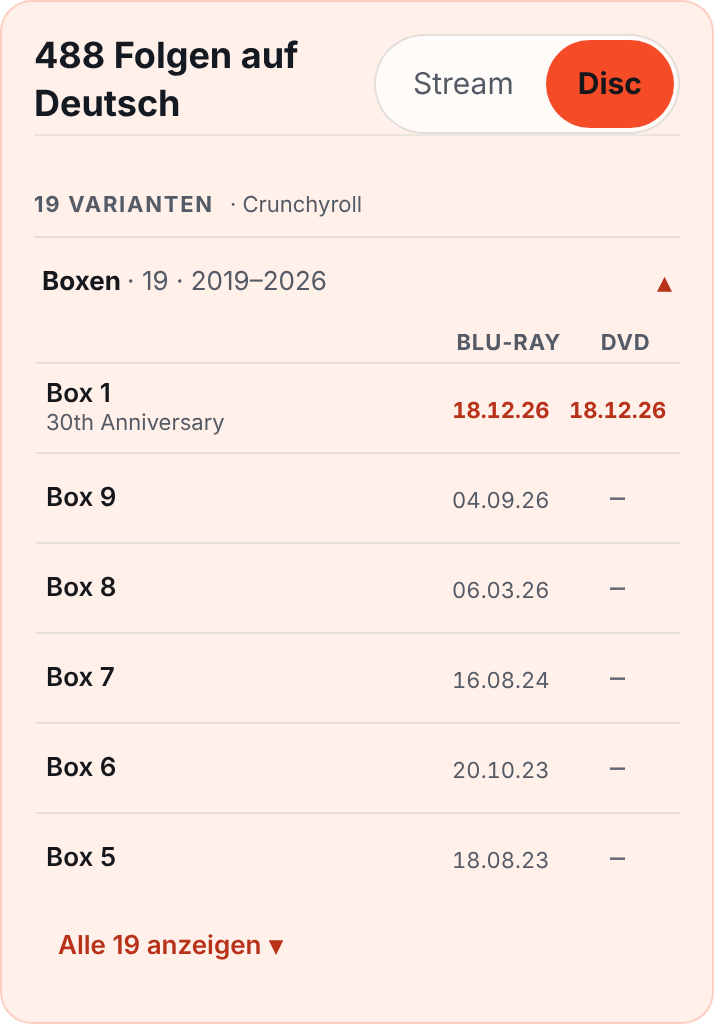 488 Folgen auf
Deutsch
Stream Disc
19 VARIANTEN · Crunchyroll
Boxen · 19 · 2019–2026 ▲
BLU-RAY DVD
Box 1
30th Anniversary
18.12.26 18.12.26
Box 9 04.09.26 –
Box 8 06.03.26 –
Box 7 16.08.24 –
Box 6 20.10.23 –
Box 5 18.08.23 –
Alle 19 anzeigen ▼